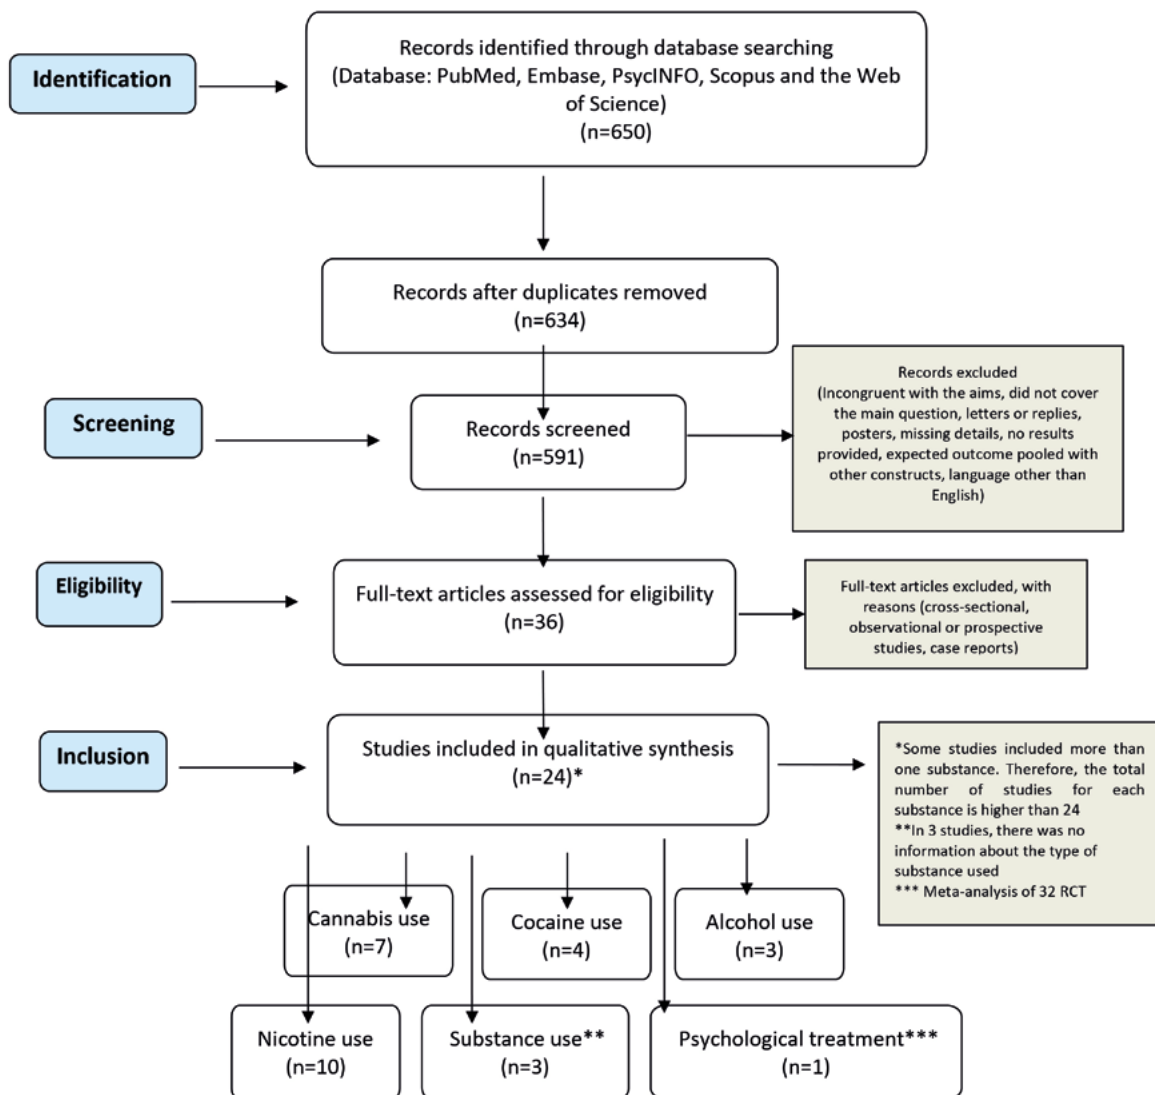 Identification
Records identified through database searching
(Database: PubMed, Embase, PsycINFO, Scopus and the Web
of Science)
(n=650)
Records after duplicates removed
(n=634)
Screening
Records screened
(n=591)
Records excluded
(Incongruent with the aims, did not cover
the main question, letters or replies,
posters, missing details, no results
provided, expected outcome pooled with
other constructs, language other than
English)
Eligibility
Full-text articles assessed for eligibility
(n=36)
Full-text articles excluded, with
reasons (cross-sectional,
observational or prospective
studies, case reports)
Inclusion
Studies included in qualitative synthesis
(n=24)*
*Some studies included more than
one substance. Therefore, the total
number of studies for each
substance is higher than 24
**In 3 studies, there was no
information about the type of
substance used
*** Meta-analysis of 32 RCT
Cannabis use
(n=7)
Cocaine use
(n=4)
Alcohol use
(n=3)
Nicotine use
(n=10)
Substance use**
(n=3)
Psychological treatment***
(n=1)